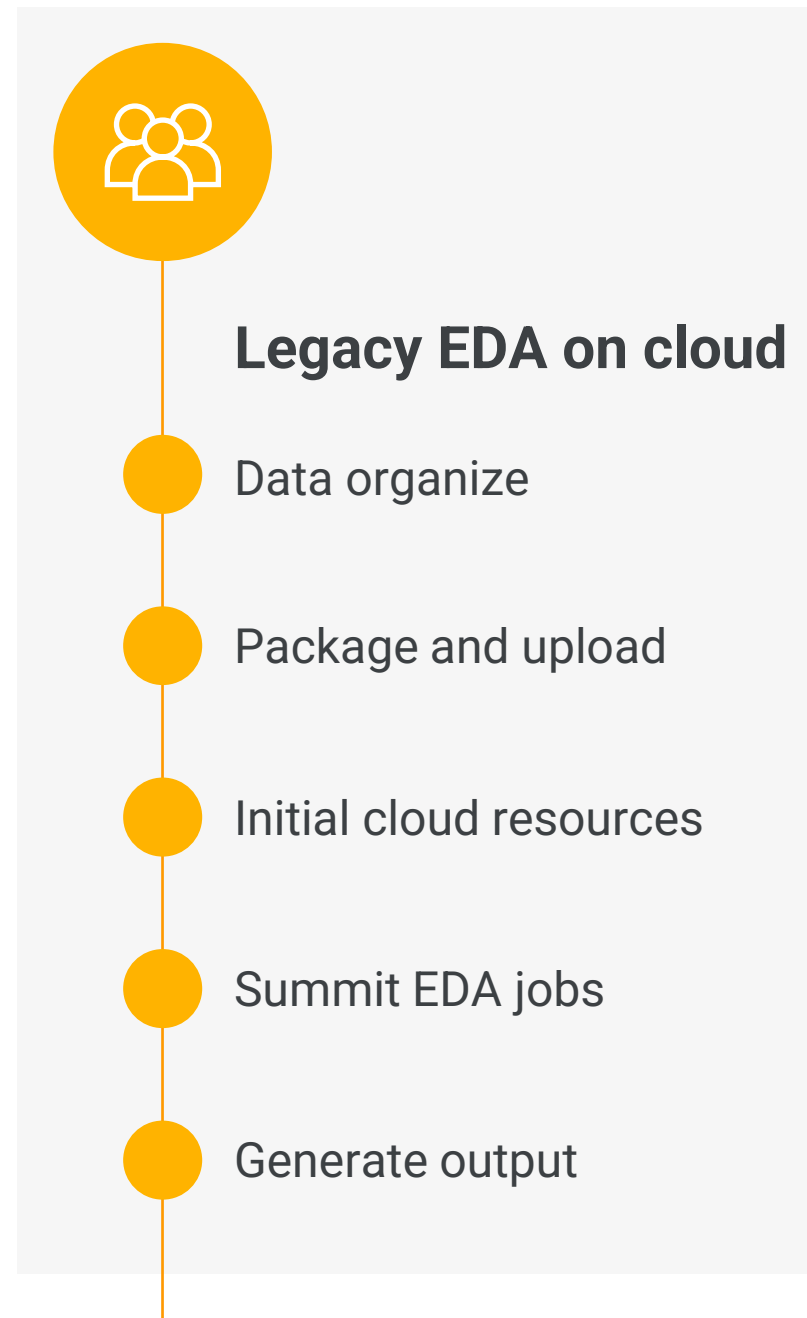 Legacy EDA on cloud
Data organize
Package and upload
Initial cloud resources
Summit EDA jobs
Generate output